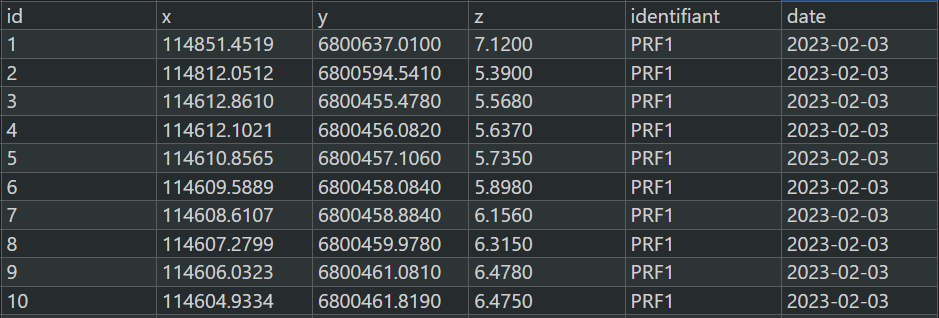 id x y z identifiant date
1 114851.4519 6800637.0100 7.1200 PRF1 2023-02-03
2 114812.0512 6800594.5410 5.3900 PRF1 2023-02-03
3 114612.8610 6800455.4780 5.5680 PRF1 2023-02-03
4 114612.1021 6800456.0820 5.6370 PRF1 2023-02-03
5 114610.8565 6800457.1060 5.7350 PRF1 2023-02-03
6 114609.5889 6800458.0840 5.8980 PRF1 2023-02-03
7 114608.6107 6800458.8840 6.1560 PRF1 2023-02-03
8 114607.2799 6800459.9780 6.3150 PRF1 2023-02-03
9 114606.0323 6800461.0810 6.4780 PRF1 2023-02-03
10 114604.9334 6800461.8190 6.4750 PRF1 2023-02-03